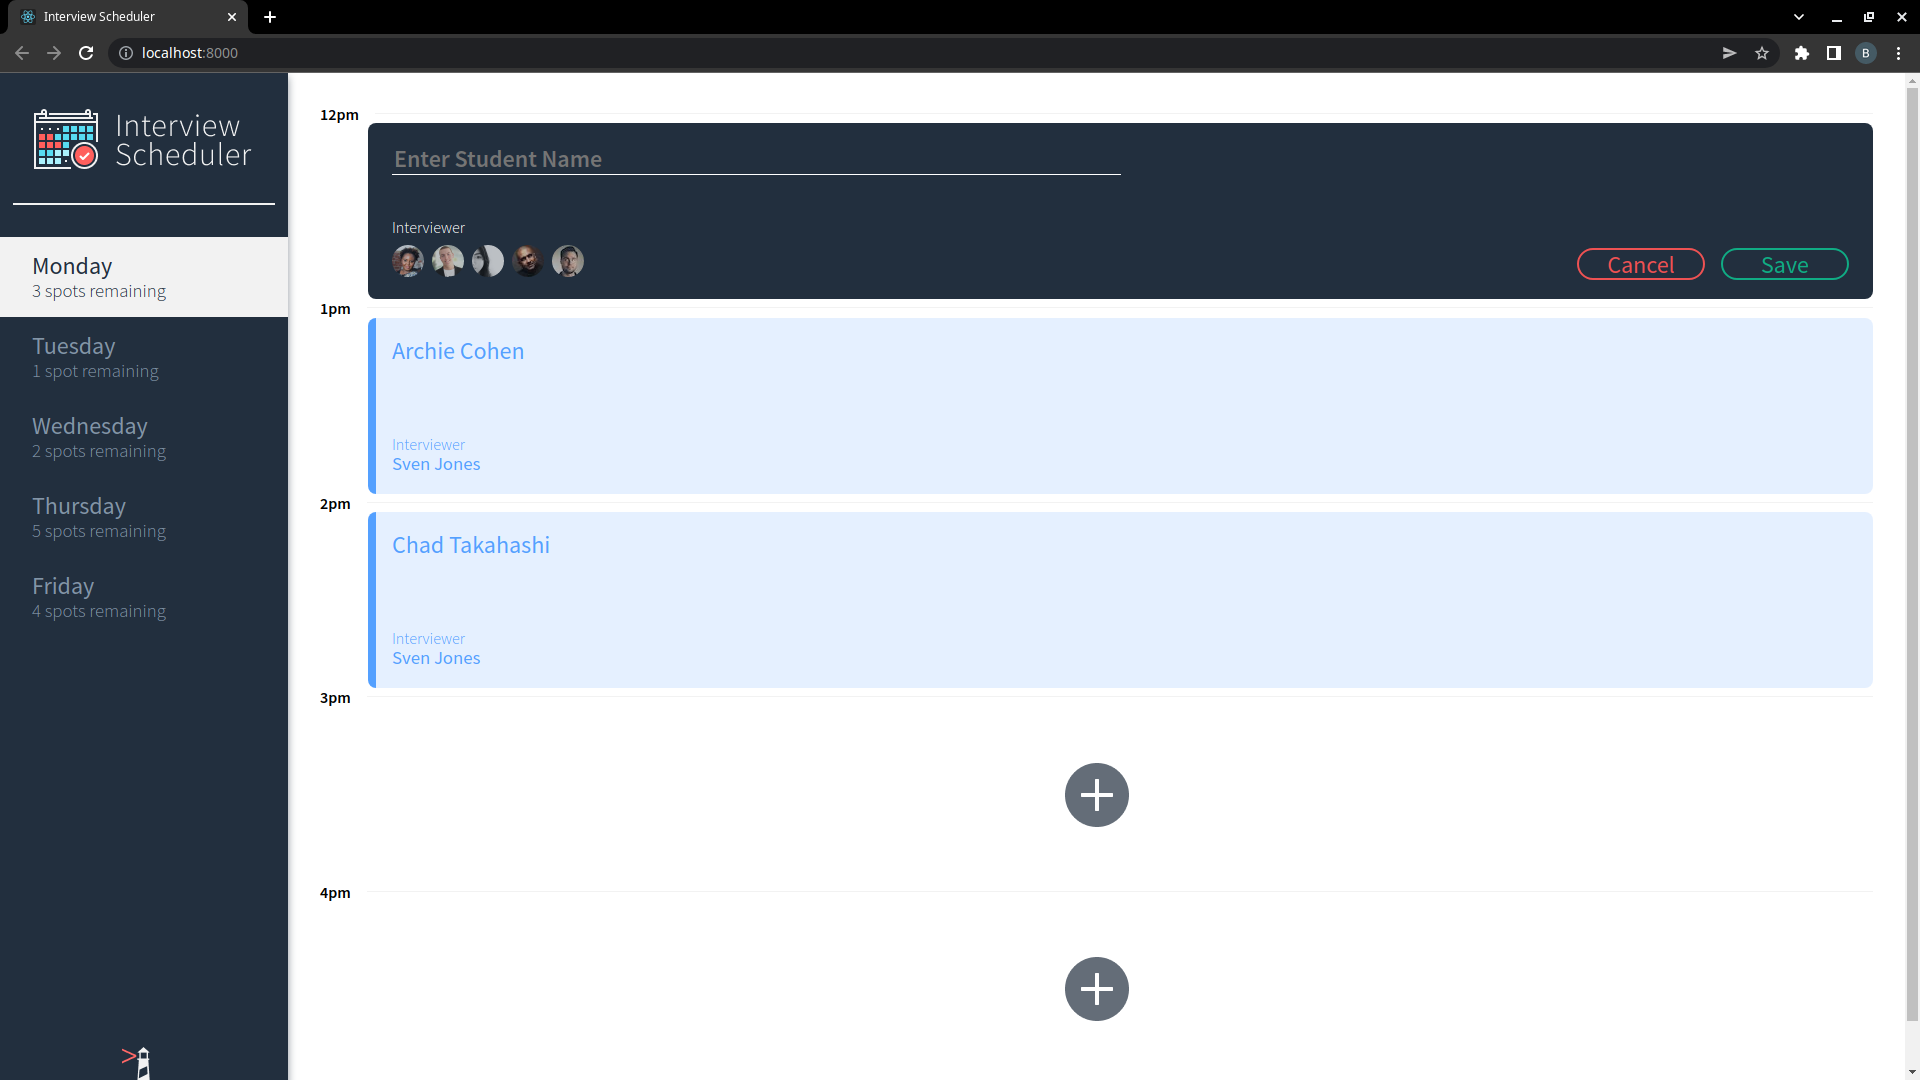 Interview Scheduler
localhost:8000
B
Interview
Scheduler
Monday
3 spots remaining
Tuesday
1 spot remaining
Wednesday
2 spots remaining
Thursday
5 spots remaining
Friday
4 spots remaining
12pm
Enter Student Name
Interviewer
Cancel
Save
1pm
Archie Cohen
Interviewer
Sven Jones
2pm
Chad Takahashi
Interviewer
Sven Jones
3pm
4pm